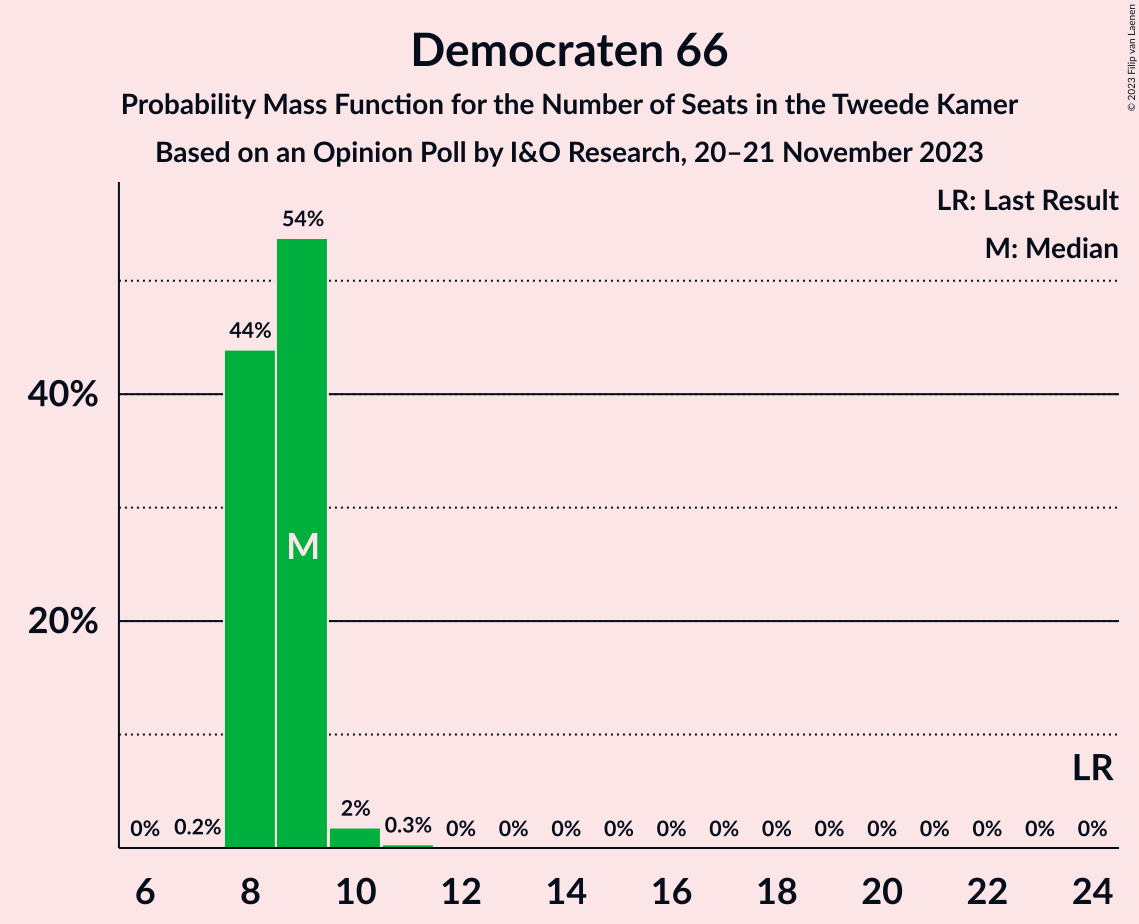 Democraten 66
Probability Mass Function for the Number of Seats in the Tweede Kamer
Based on an Opinion Poll by I&O Research, 20–21 November 2023
© 2023 Filip van Laenen
LR: Last Result
M: Median
54%
44%
40%
M
20%
LR
0% 0.2% 2% 0.3% 0% 0% 0% 0% 0% 0% 0% 0% 0% 0% 0% 0% 0%
6 8 10 12 14 16 18 20 22 24